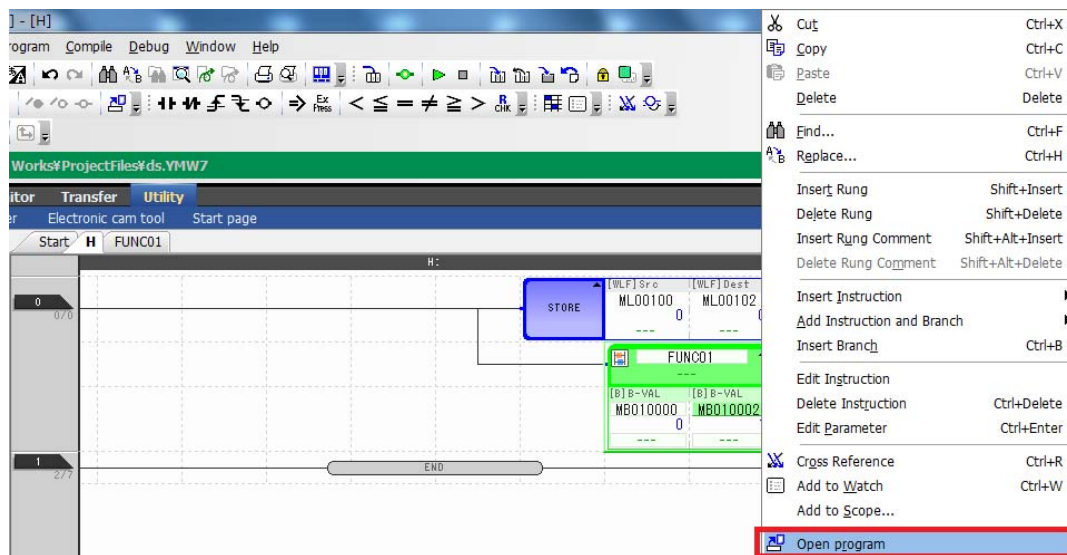 ] - [H]
rogram Compile Debug Window Help
Ex
Press
< ≦ = ≠ ≧ >
R
CHK
Works¥ProjectFiles¥ds.YMW7
itor Transfer Utility
er Electronic cam tool Start page
Start H FUNC01
H:
0
0/0
STORE
[WLF]Src [WLF]Dest
ML00100 ML00102
0
---
---
FUNC01
---
[B]B-VAL [B]B-VAL
MB010000 MB010002
0
---
---
1
2/7
END
Cut Ctrl+X
Copy Ctrl+C
Paste Ctrl+V
Delete Delete
Find... Ctrl+F
Replace... Ctrl+H
Insert Rung Shift+Insert
Delete Rung Shift+Delete
Insert Rung Comment Shift+Alt+Insert
Delete Rung Comment Shift+Alt+Delete
Insert Instruction
Add Instruction and Branch
Insert Branch Ctrl+B
Edit Instruction
Delete Instruction Ctrl+Delete
Edit Parameter Ctrl+Enter
Cross Reference Ctrl+R
Add to Watch Ctrl+W
Add to Scope...
Open program